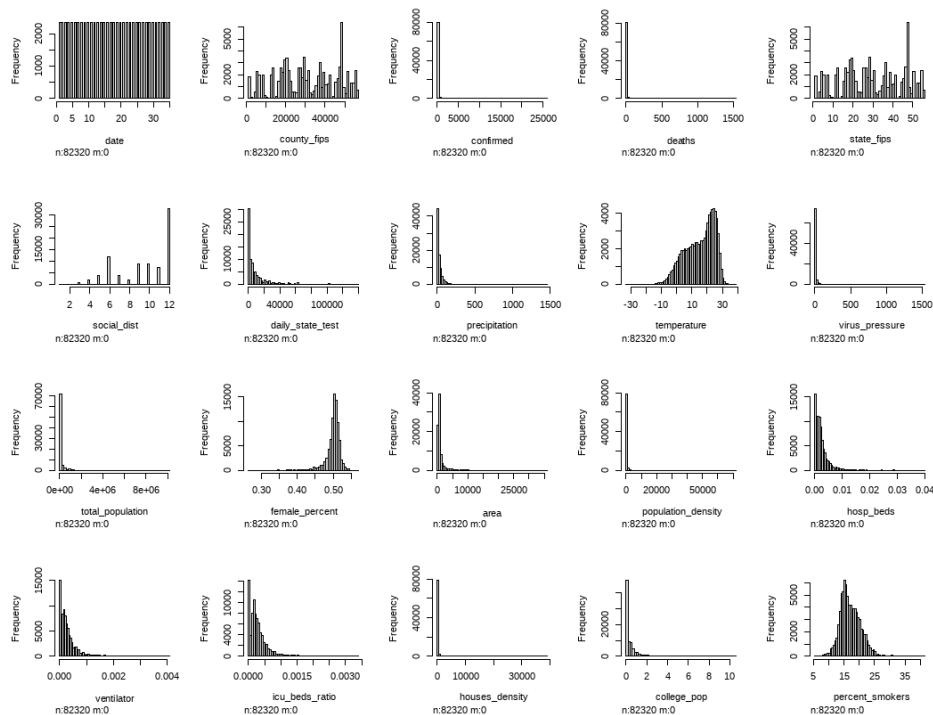 Frequency
0 1000 2000
0 5 10 20 30
date
n:82320 m:0
Frequency
0 2000 5000
0 20000 40000
county_fips
n:82320 m:0
Frequency
0 40000 80000
0 5000 15000 25000
confirmed
n:82320 m:0
Frequency
0 40000 80000
0 500 1000 1500
deaths
n:82320 m:0
Frequency
0 2000 5000
0 10 20 30 40 50
state_fips
n:82320 m:0
Frequency
0 15000 30000
2 4 6 8 10 12
social_dist
n:82320 m:0
Frequency
0 10000 25000
0 40000 100000
daily_state_test
n:82320 m:0
Frequency
0 20000 40000
0 500 1000 1500
precipitation
n:82320 m:0
Frequency
0 2000 4000
-30 -10 10 30
temperature
n:82320 m:0
Frequency
0 40000
0 500 1000 1500
virus_pressure
n:82320 m:0
Frequency
0 30000 50000 70000
0e+00 4e+06 8e+06
total_population
n:82320 m:0
Frequency
0 5000 15000
0.30 0.40 0.50
female_percent
n:82320 m:0
Frequency
0 20000 40000
0 10000 25000
area
n:82320 m:0
Frequency
0 40000 80000
0 20000 40000 60000
population_density
n:82320 m:0
Frequency
0 5000 15000
0.00 0.01 0.02 0.03 0.04
hosp_beds
n:82320 m:0
Frequency
0 5000 15000
0.000 0.002 0.004
ventilator
n:82320 m:0
Frequency
0 4000 10000
0.0000 0.0015 0.0030
icu_beds_ratio
n:82320 m:0
Frequency
0 40000 80000
0 10000 20000 30000
houses_density
n:82320 m:0
Frequency
0 20000
0 2 4 6 8 10
college_pop
n:82320 m:0
Frequency
0 2000 5000
5 15 25 35
percent_smokers
n:82320 m:0